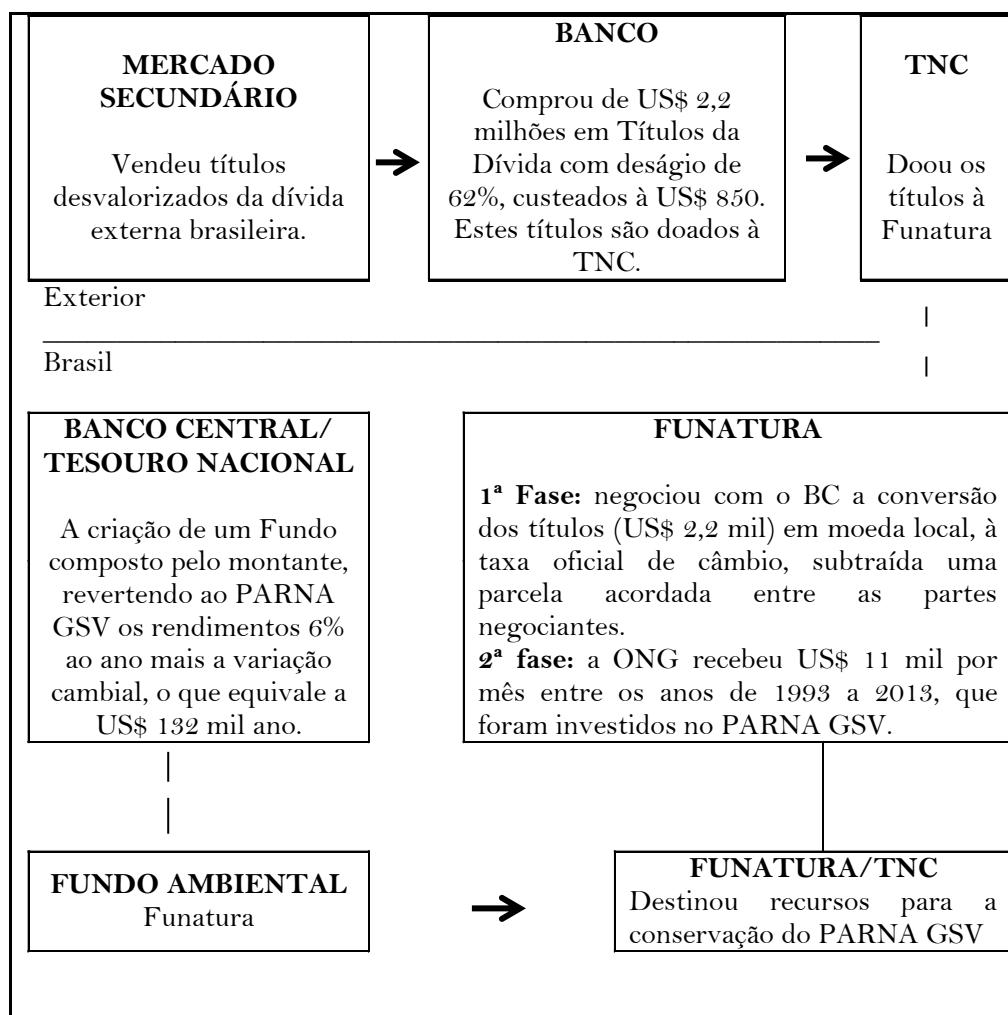 MERCADO
SECUNDÁRIO
Vendeu títulos
desvalorizados da dívida
externa brasileira.
BANCO
Comprou de US$ 2,2
milhões em Títulos da
Dívida com deságio de
62%, custeados à US$ 850.
Estes títulos são doados à
TNC.
TNC
Doou os
títulos à
Funatura
Exterior
Brasil
BANCO CENTRAL/
TESOURO NACIONAL
A criação de um Fundo
composto pelo montante,
revertendo ao PARNA
GSV os rendimentos 6%
ao ano mais a variação
cambial, o que equivale a
US$ 132 mil ano.
FUNATURA
1ª Fase: negociou com o BC a conversão
dos títulos (US$ 2,2 mil) em moeda local, à
taxa oficial de câmbio, subtraída uma
parcela acordada entre as partes
negociantes.
2ª fase: a ONG recebeu US$ 11 mil por
mês entre os anos de 1993 a 2013, que
foram investidos no PARNA GSV.
FUNDO AMBIENTAL
Funatura
FUNATURA/TNC
Destinou recursos para a
conservação do PARNA GSV